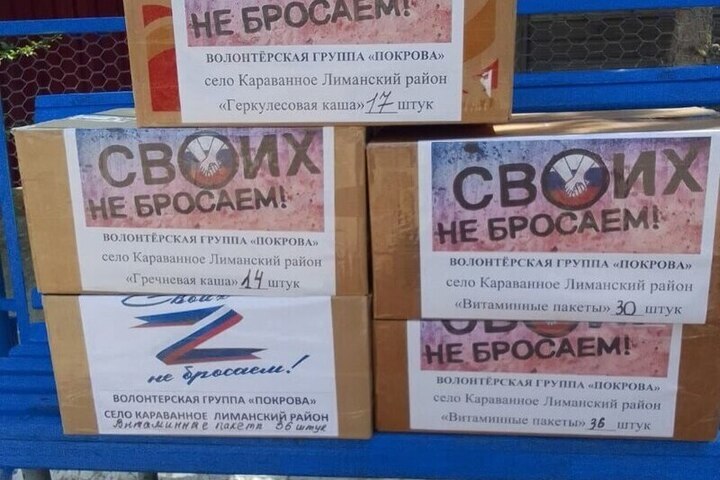 НЕ БРОСАЕМ!
ВОЛОНТЁРСКАЯ ГРУППА «ПОКРОВА»
село Караванное Лиманский район
«Геркулесовая каша» 17 штук
СВОИХ
НЕ БРОСАЕМ!
ВОЛОНТЁРСКАЯ ГРУППА «ПОКРОВА»
село Караванное Лиманский район
«Гречневая каша» 14 штук
СВОИХ
НЕ БРОСАЕМ!
ВОЛОНТЁРСКАЯ ГРУППА «ПОКРОВА»
село Караванное Лиманский район
«Витаминные пакеты» 30 штук
Своих
Z
не бросаем!
ВОЛОНТЕРСКАЯ ГРУППА «ПОКРОВА»
СЕЛО КАРАВАННОЕ ЛИМАНСКИЙ РАЙОН
Витаминные пакеты 36 штук
СВОИХ
НЕ БРОСАЕМ!
ВОЛОНТЁРСКАЯ ГРУППА «ПОКРОВА»
село Караванное Лиманский район
«Витаминные пакеты» 36 штук